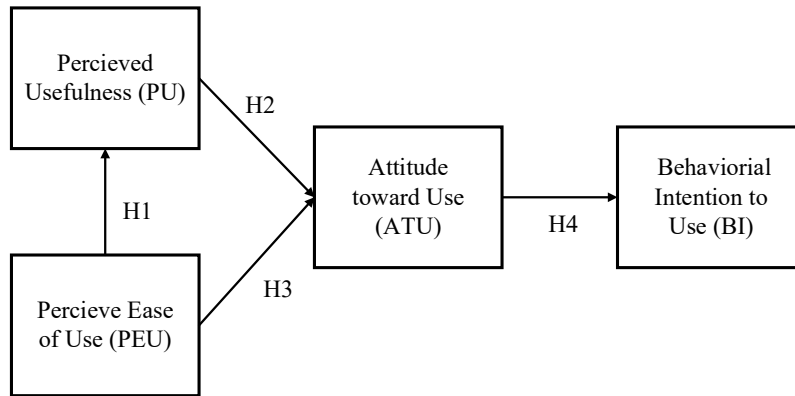 Percieved
Usefulness (PU)
H2
Attitude
toward Use
(ATU)
Behaviorial
Intention to
Use (BI)
H1
H4
H3
Percieve Ease
of Use (PEU)